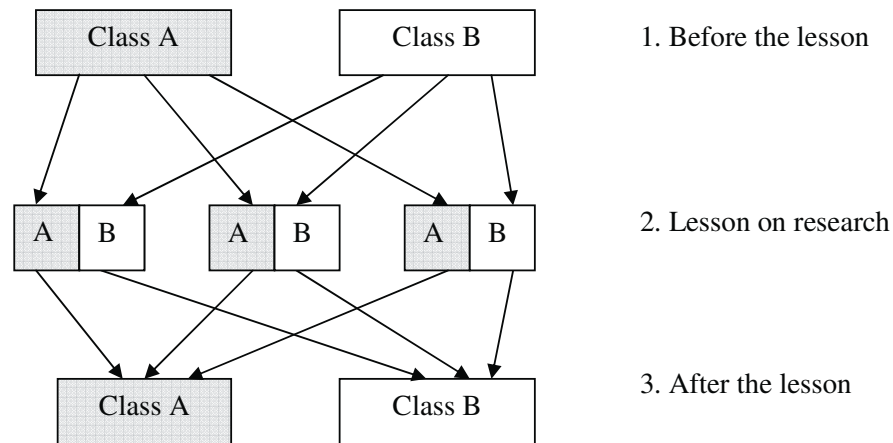 Class A
Class B
1. Before the lesson
A
B
A
B
A
B
2. Lesson on research
Class A
Class B
3. After the lesson